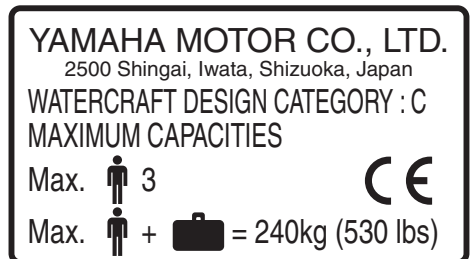 YAMAHA MOTOR CO., LTD.
2500 Shingai, Iwata, Shizuoka, Japan
WATERCRAFT DESIGN CATEGORY : C
MAXIMUM CAPACITIES
Max. 3 CE
Max. + = 240kg (530 lbs)